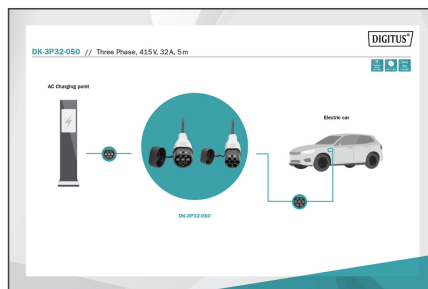 DIGITUS®
DK-3P32-050 // Three Phase, 415V, 32A, 5m
AC Charging point
Electric car
DK-3P32-050